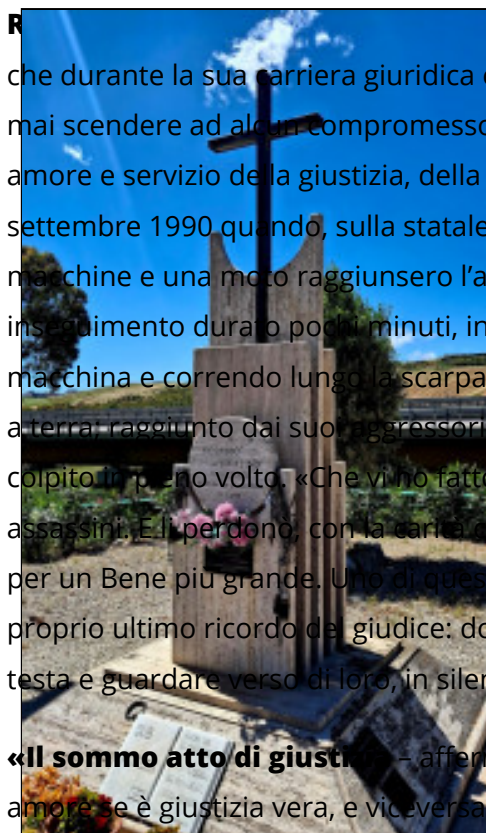 R
che durante la sua carriera giuridica
mai scendere ad alcun compromesso
amore e servizio della giustizia, della
settembre 1990 quando, sulla statale
macchine e una moto raggiunsero l’a
inseguimento durato pochi minuti, in
macchina e correndo lungo la scarpa
a terra; raggiunto dai suoi aggressori
colpito in pieno volto. «Che vi ho fatto
assassini. E li perdonò, con la carità
per un Bene più grande. Uno di ques
proprio ultimo ricordo del giudice: do
testa e guardare verso di loro, in silen
«Il sommo atto di giustizia – affer
amore se è giustizia vera, e viceversa